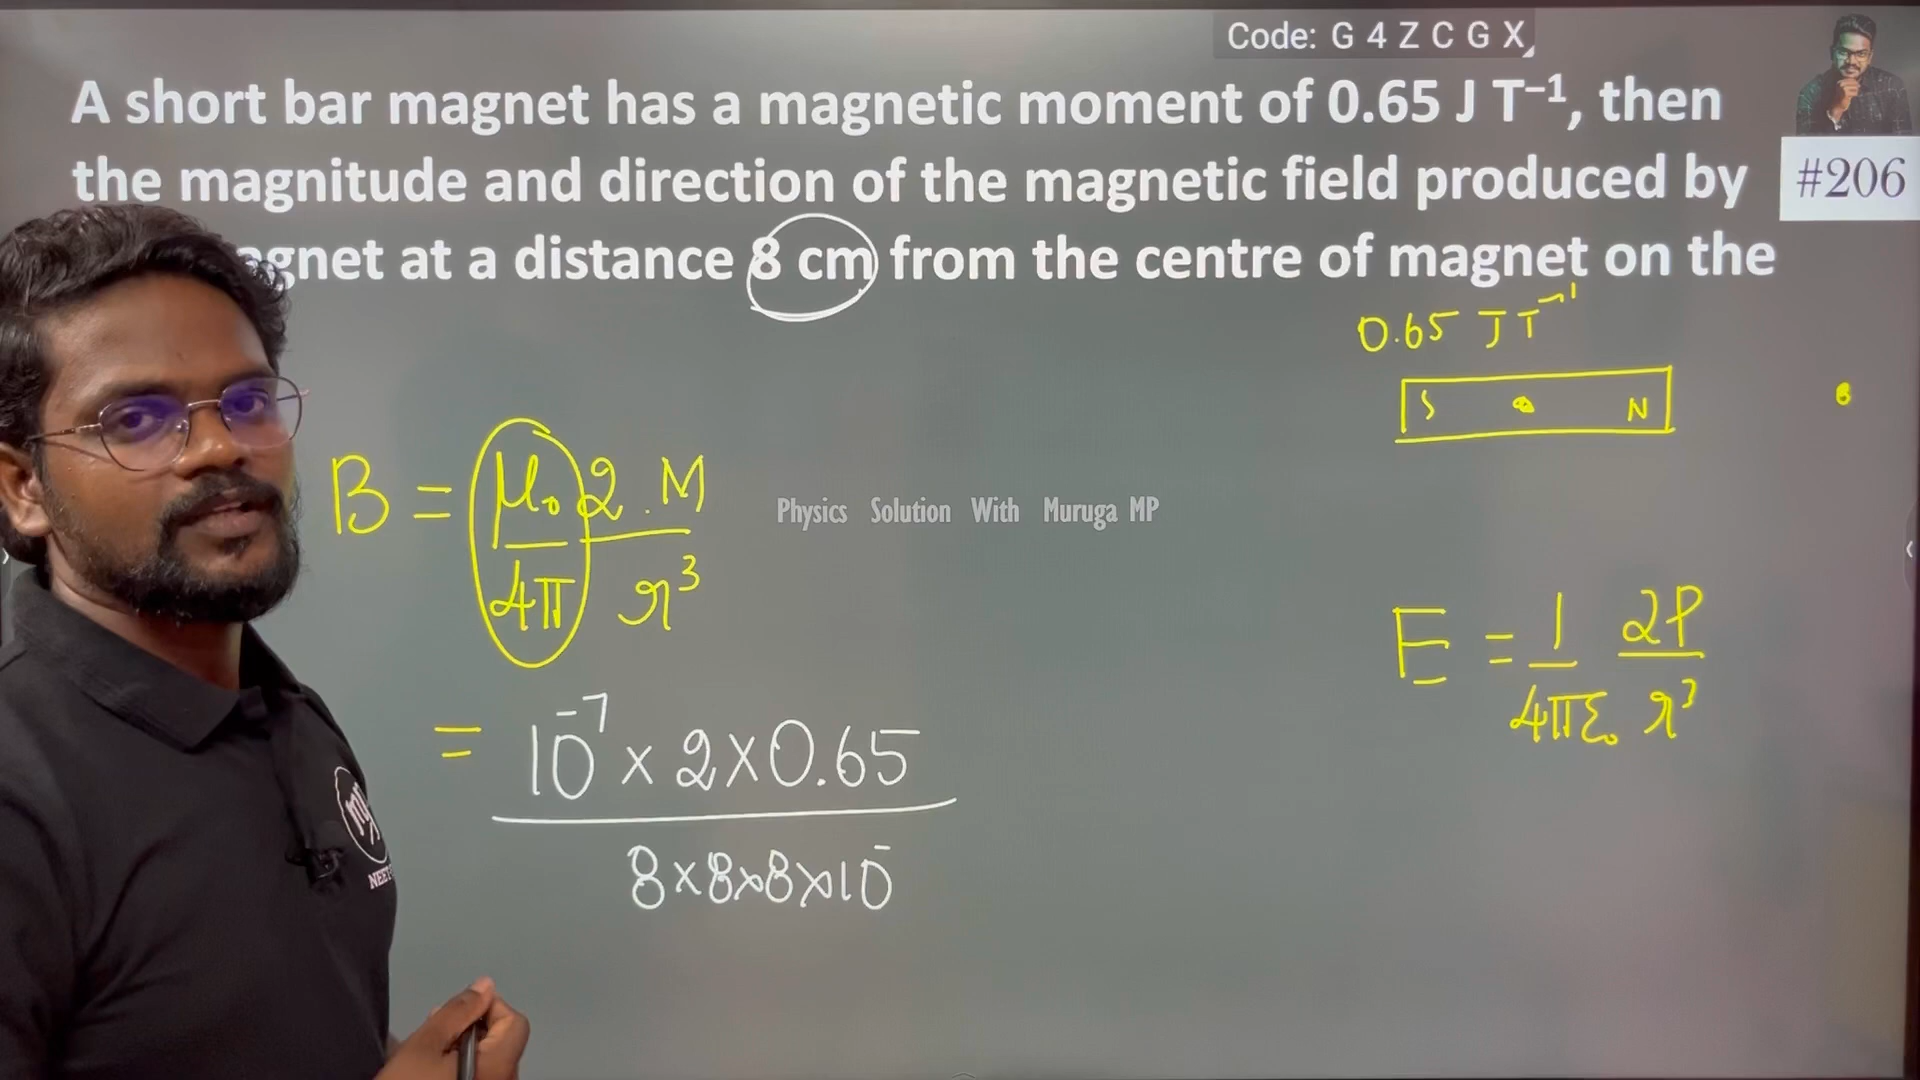 Code: G 4 Z C G X
A short bar magnet has a magnetic moment of 0.65 J T⁻¹, then
the magnitude and direction of the magnetic field produced by
#206
agnet at a distance 8 cm from the centre of magnet on the
0.65 J T⁻¹
S N
B = μ₀/4π 2.M/r³
Physics Solution With Muruga MP
E = 1/4πε₀ 2P/r³
= 10⁻⁷ × 2 × 0.65
8×8×8×10⁻
NEET